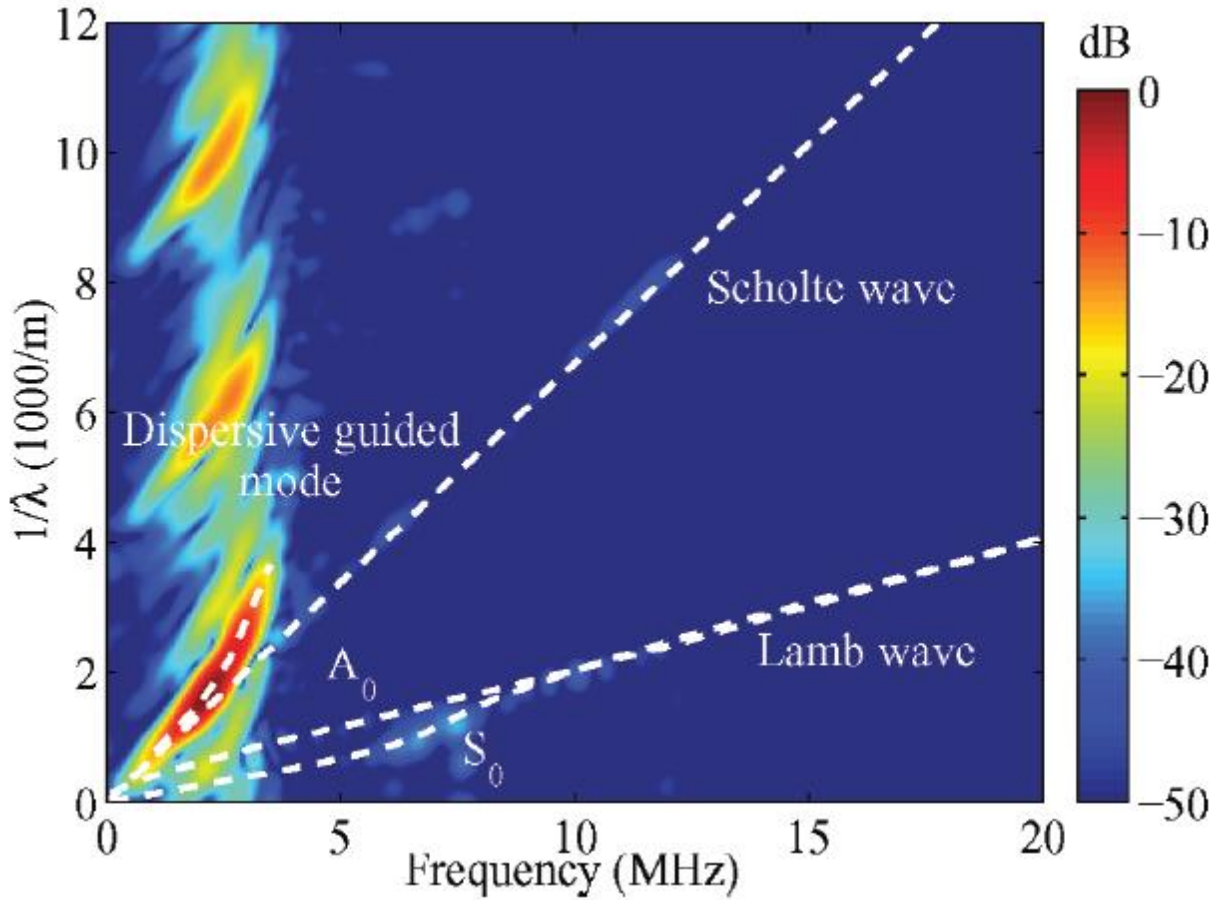 12
10
8
6
4
2
0
1/λ (1000/m)
0
5
10
15
20
Frequency (MHz)
Scholte wave
Dispersive guided
mode
A0
Lamb wave
S0
dB
0
−10
−20
−30
−40
−50